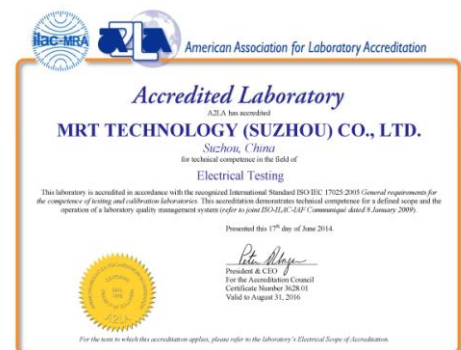 ilac-MRA
A2LA
American Association for Laboratory Accreditation
Accredited Laboratory
A2LA has accredited
MRT TECHNOLOGY (SUZHOU) CO., LTD.
Suzhou, China
for technical competence in the field of
Electrical Testing
This laboratory is accredited in accordance with the recognized International Standard ISO/IEC 17025:2005 General requirements for
the competence of testing and calibration laboratories. This accreditation demonstrates technical competence for a defined scope and the
operation of a laboratory quality management system (refer to joint ISO-ILAC-IAF Communiqué dated 8 January 2009).
Presented this 17th day of June 2014.
President & CEO
For the Accreditation Council
Certificate Number 3628.01
Valid to August 31, 2016
A2LA
For the tests to which this accreditation applies, please refer to the laboratory's Electrical Scope of Accreditation.